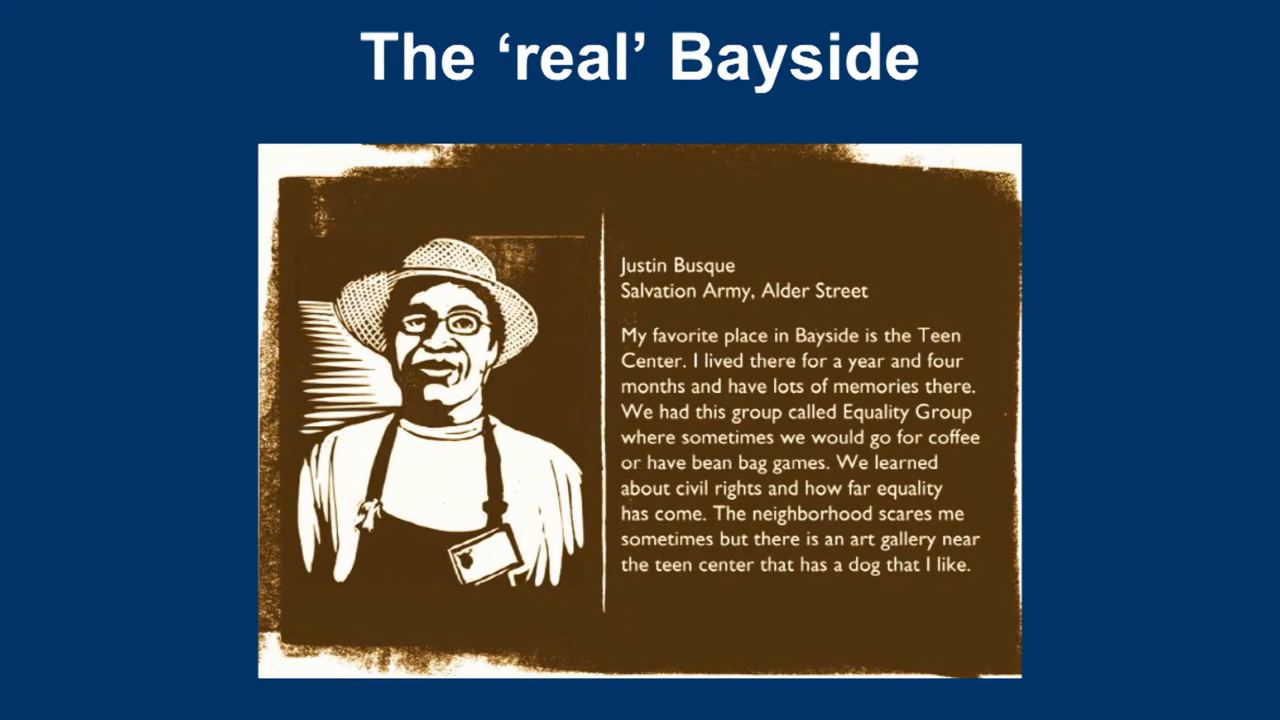 The ‘real’ Bayside
Justin Busque
Salvation Army, Alder Street
My favorite place in Bayside is the Teen
Center. I lived there for a year and four
months and have lots of memories there.
We had this group called Equality Group
where sometimes we would go for coffee
or have bean bag games. We learned
about civil rights and how far equality
has come. The neighborhood scares me
sometimes but there is an art gallery near
the teen center that has a dog that I like.